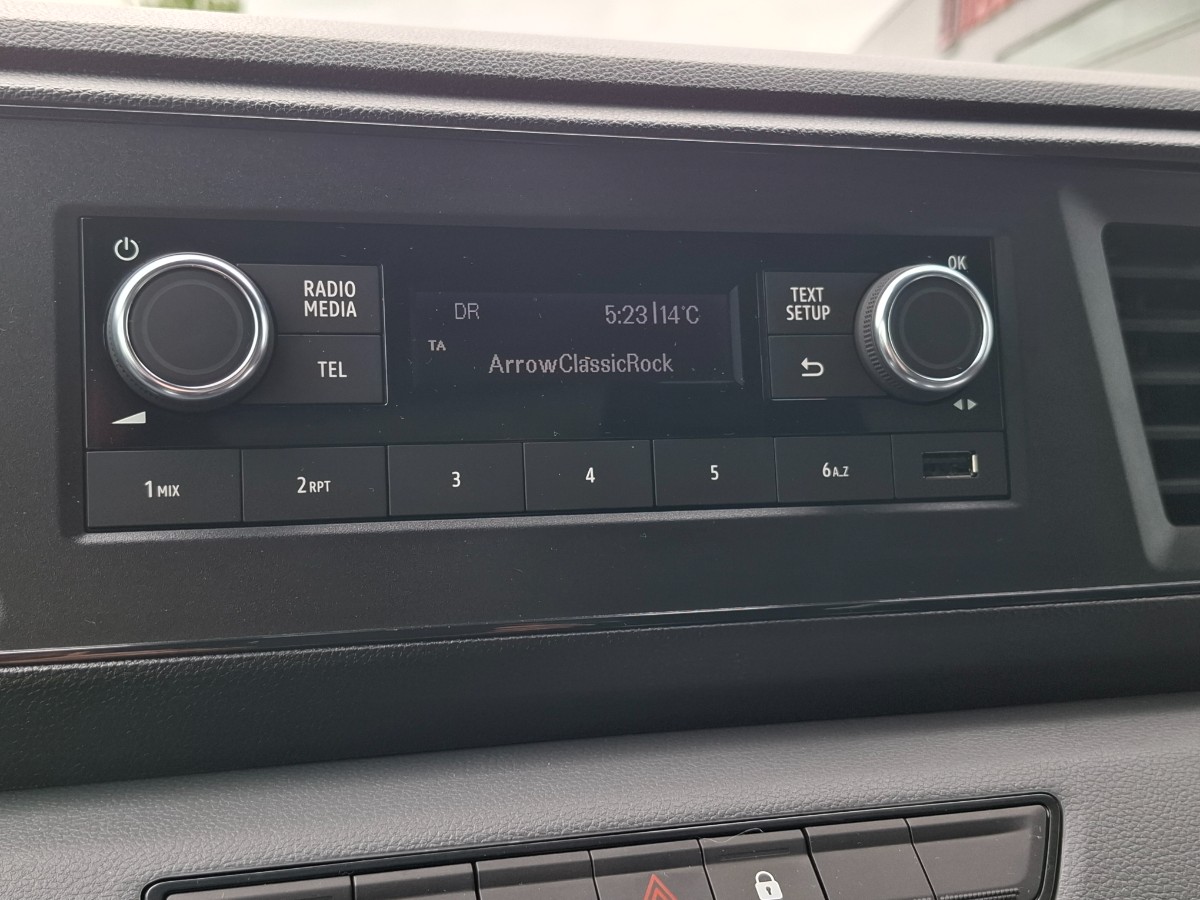 OK
RADIO
MEDIA
TEL
DR
5:23|14°C
TA
ArrowClassicRock
TEXT
SETUP
1 MIX
2 RPT
3
4
5
6 A_Z